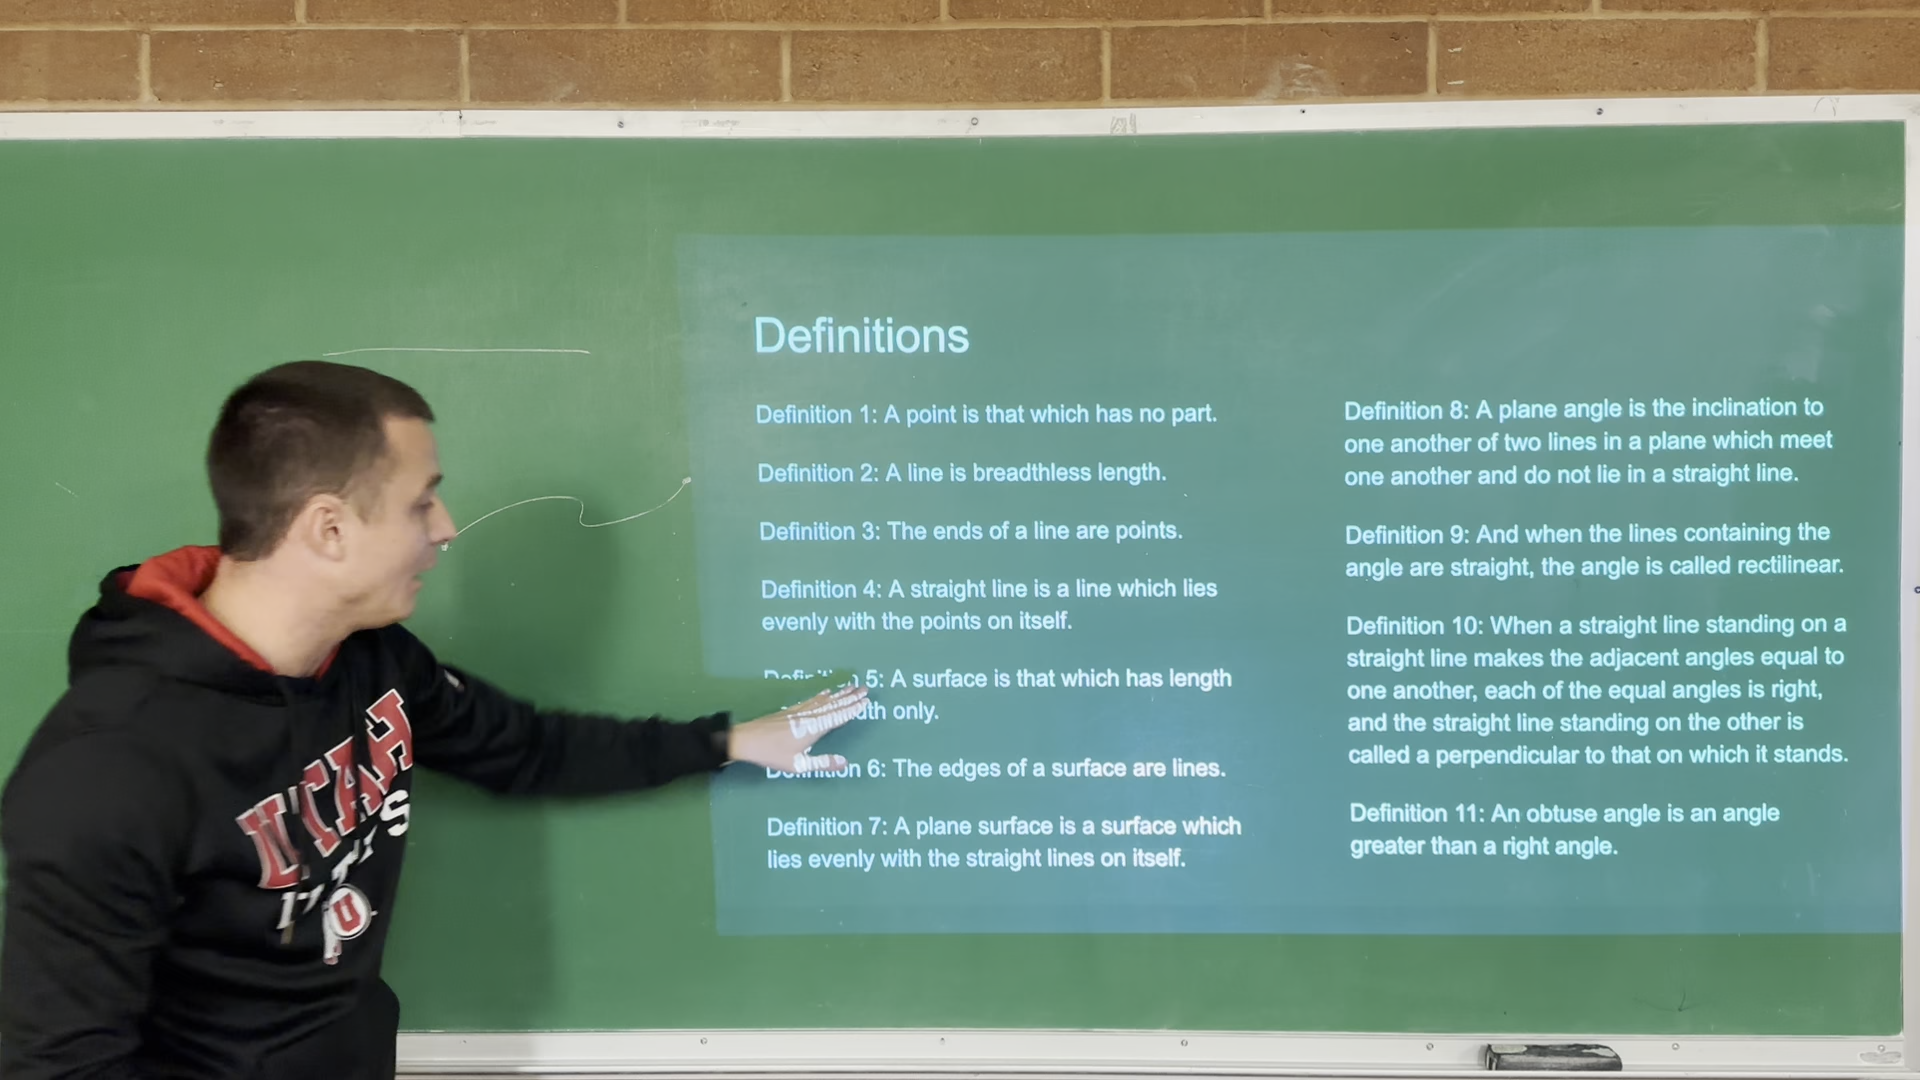 Definitions
Definition 1: A point is that which has no part.
Definition 2: A line is breadthless length.
Definition 3: The ends of a line are points.
Definition 4: A straight line is a line which lies
evenly with the points on itself.
5: A surface is that which has length
only.
6: The edges of a surface are lines.
Definition 7: A plane surface is a surface which
lies evenly with the straight lines on itself.
Definition 8: A plane angle is the inclination to
one another of two lines in a plane which meet
one another and do not lie in a straight line.
Definition 9: And when the lines containing the
angle are straight, the angle is called rectilinear.
Definition 10: When a straight line standing on a
straight line makes the adjacent angles equal to
one another, each of the equal angles is right,
and the straight line standing on the other is
called a perpendicular to that on which it stands.
Definition 11: An obtuse angle is an angle
greater than a right angle.
UTAH
U